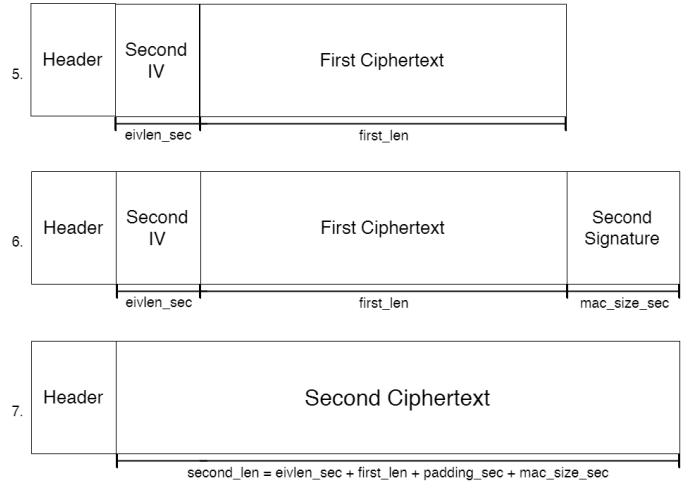 5.
Header
Second
IV
First Ciphertext
eivlen_sec
first_len
6.
Header
Second
IV
First Ciphertext
Second
Signature
eivlen_sec
first_len
mac_size_sec
7.
Header
Second Ciphertext
second_len = eivlen_sec + first_len + padding_sec + mac_size_sec